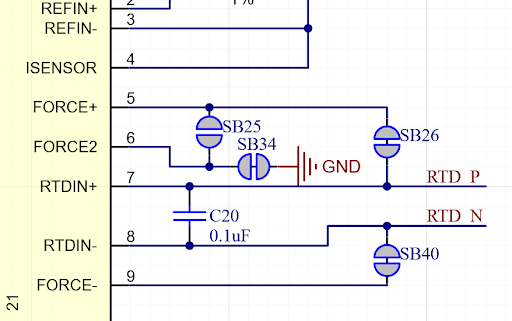 REFIN+ 2
1%
REFIN- 3
ISENSOR 4
FORCE+ 5
SB25
SB26
FORCE2 6
SB34
GND
RTDIN+ 7
RTD_P
C20
0.1uF
RTD_N
RTDIN- 8
SB40
FORCE- 9
21